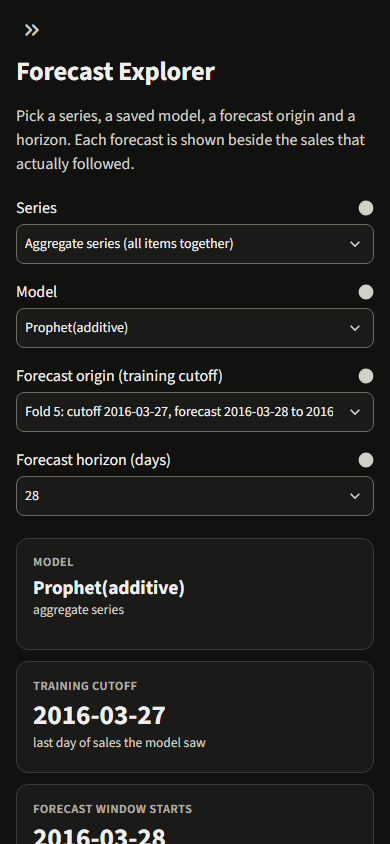 Forecast Explorer
Pick a series, a saved model, a forecast origin and a
horizon. Each forecast is shown beside the sales that
actually followed.
Series
Aggregate series (all items together)
Model
Prophet(additive)
Forecast origin (training cutoff)
Fold 5: cutoff 2016-03-27, forecast 2016-03-28 to 2016
Forecast horizon (days)
28
MODEL
Prophet(additive)
aggregate series
TRAINING CUTOFF
2016-03-27
last day of sales the model saw
FORECAST WINDOW STARTS
2016-03-28